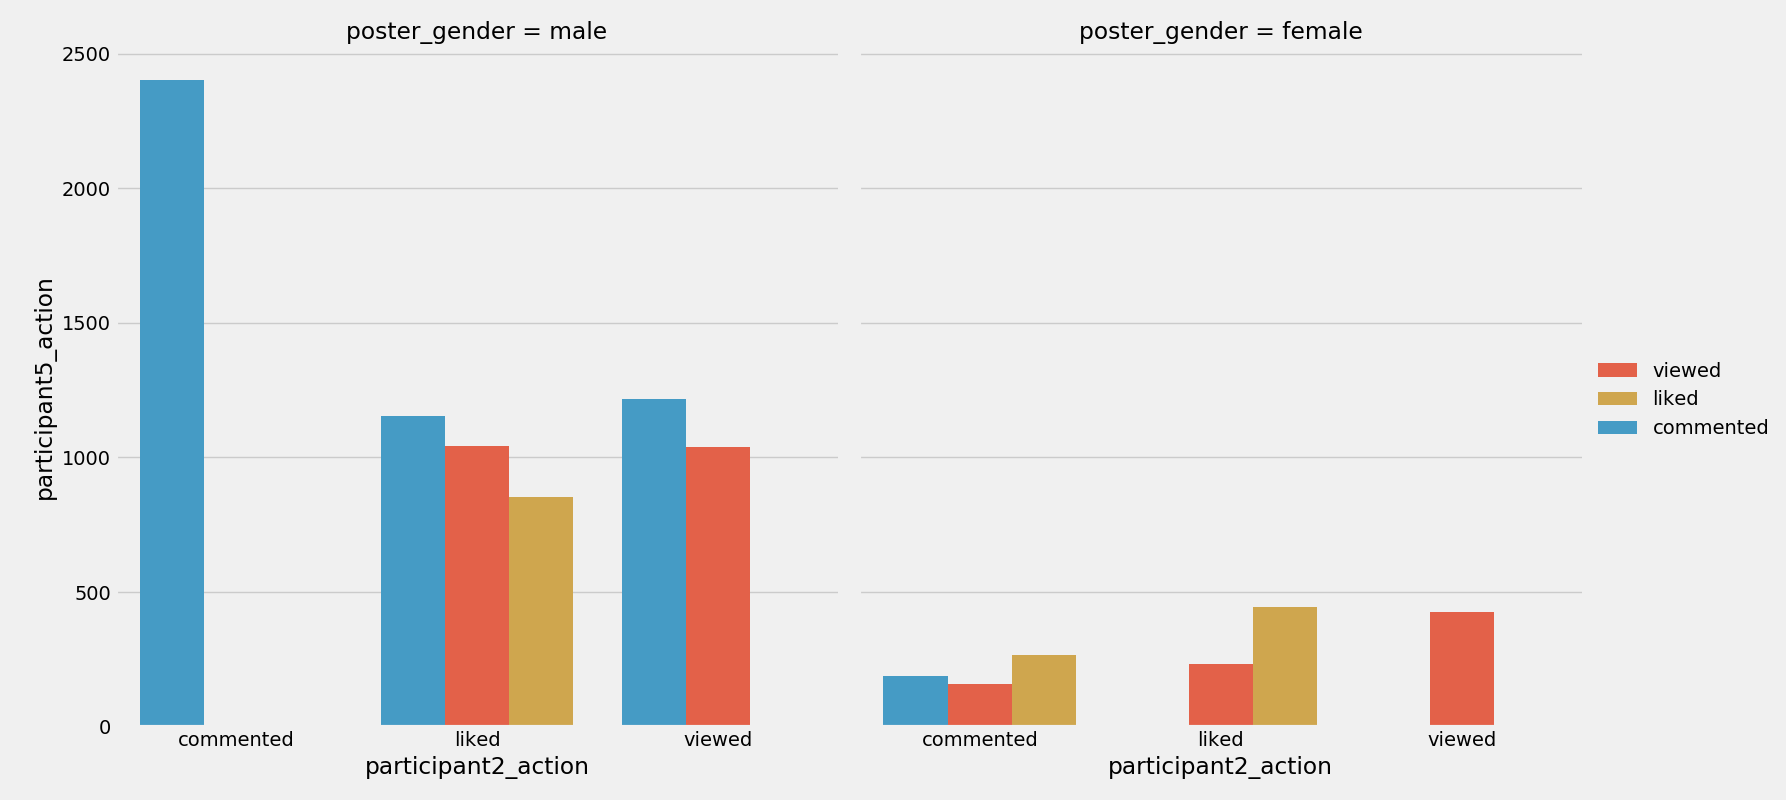 poster_gender = male
poster_gender = female
2500
2000
1500
1000
500
0
participant5_action
commented liked viewed
commented liked viewed
participant2_action
participant2_action
viewed
liked
commented